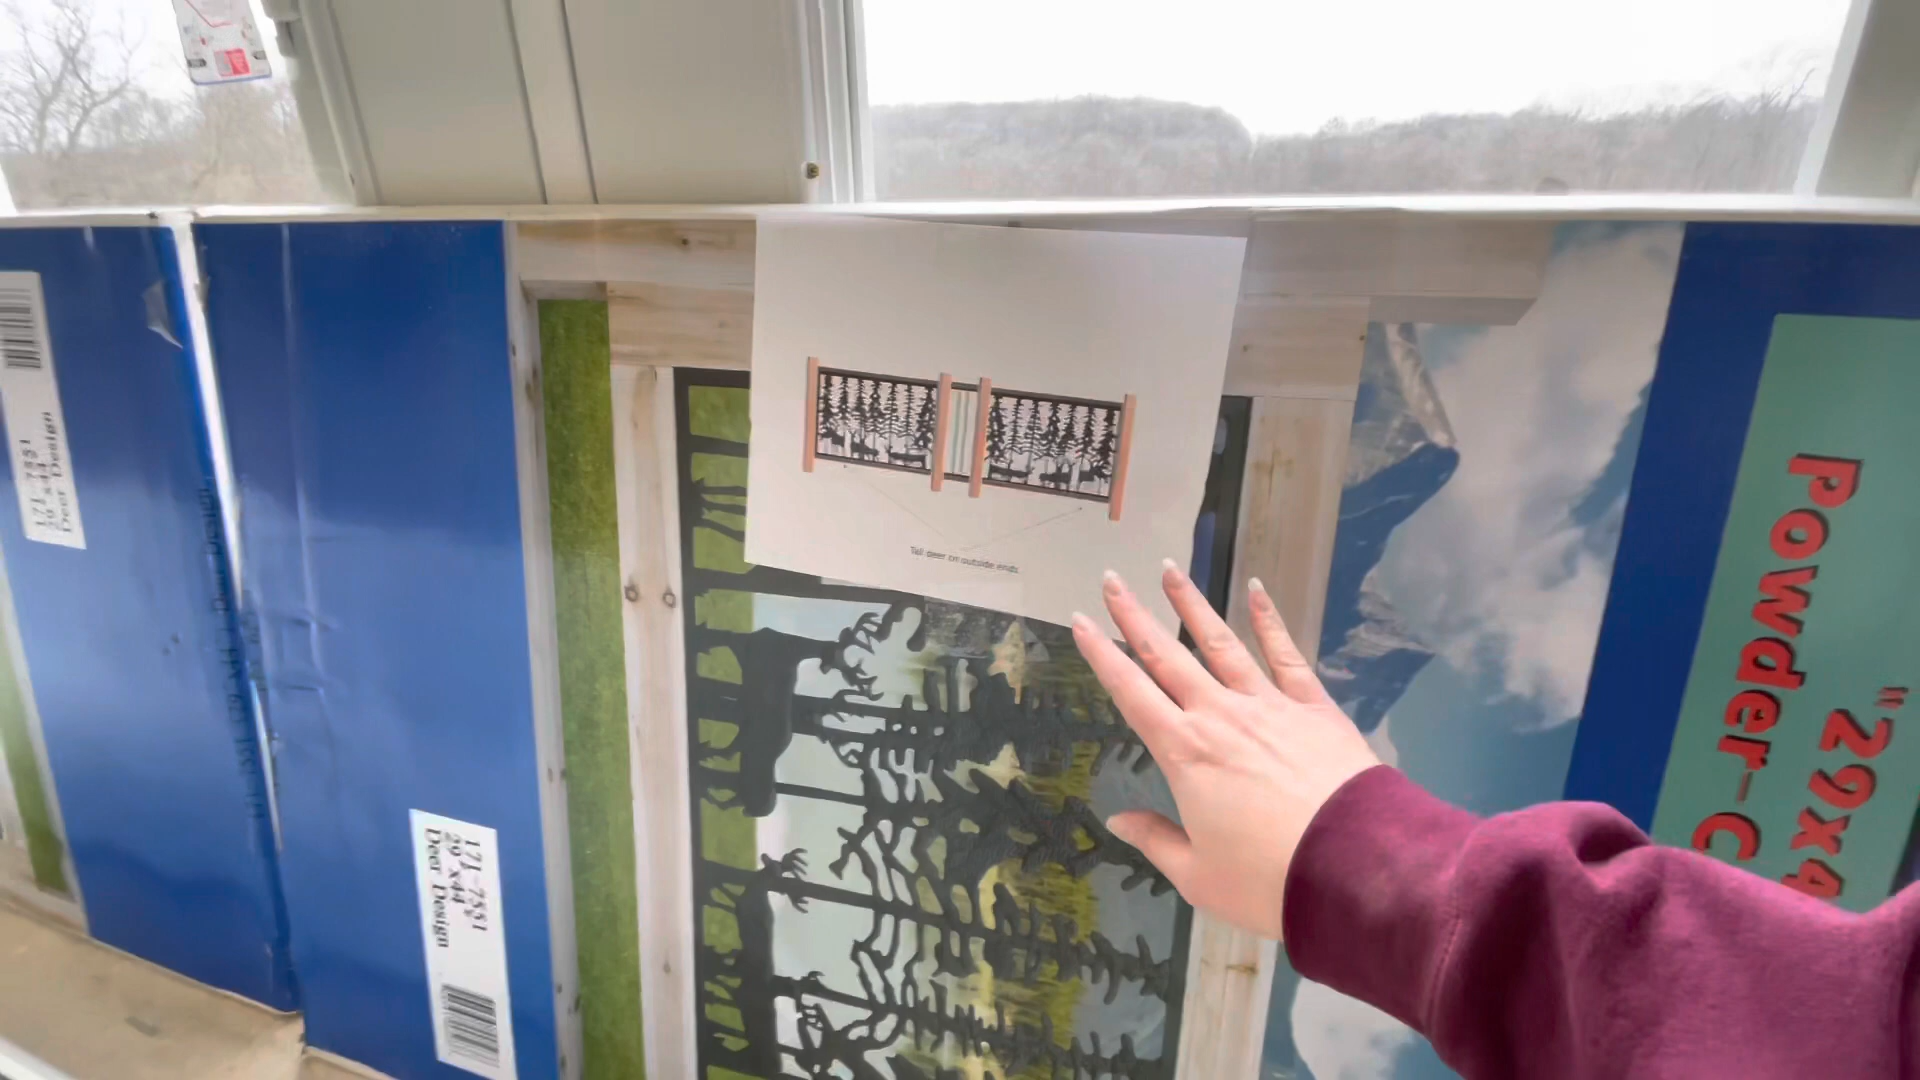 171-7551
29 x44
Deer Design
171-7551
29 x44
Deer Design
Tall deer on outside ends
"29x4
Powder-C